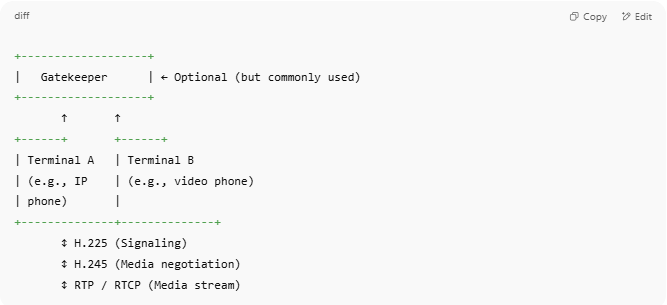 diff Copy Edit
+-------------------+
|   Gatekeeper      | ← Optional (but commonly used)
+-------------------+
       ↑       ↑
+------+       +------+
| Terminal A   | Terminal B
| (e.g., IP    | (e.g., video phone)
| phone)       |
+--------------+--------------+
       ↕ H.225 (Signaling)
       ↕ H.245 (Media negotiation)
       ↕ RTP / RTCP (Media stream)